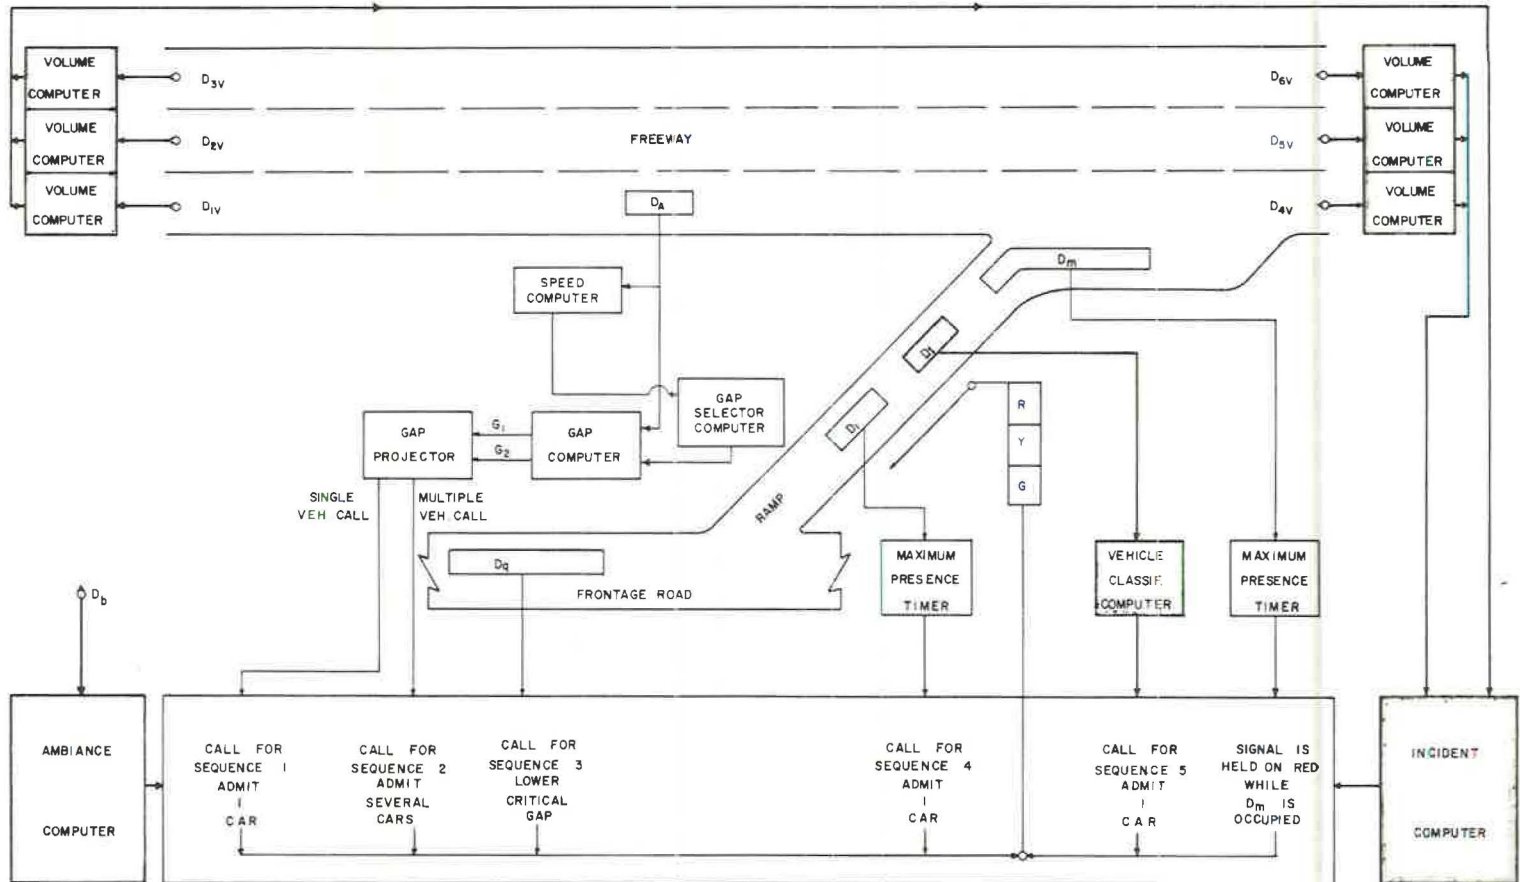 VOLUME
COMPUTER
D3V
D6V
VOLUME
COMPUTER
VOLUME
COMPUTER
D2V
FREEWAY
D5V
VOLUME
COMPUTER
VOLUME
COMPUTER
D1V
DA
D4V
VOLUME
COMPUTER
Dm
SPEED
COMPUTER
Df
GAP
SELECTOR
COMPUTER
R
Y
G
GAP
PROJECTOR
G1
G2
GAP
COMPUTER
Di
SINGLE
VEH CALL
MULTIPLE
VEH. CALL
RAMP
Dq
FRONTAGE ROAD
MAXIMUM
PRESENCE
TIMER
VEHICLE
CLASSIF.
COMPUTER
MAXIMUM
PRESENCE
TIMER
Db
AMBIANCE
COMPUTER
CALL FOR
SEQUENCE 1
ADMIT
1
CAR
CALL FOR
SEQUENCE 2
ADMIT
SEVERAL
CARS
CALL FOR
SEQUENCE 3
LOWER
CRITICAL
GAP
CALL FOR
SEQUENCE 4
ADMIT
1
CAR
CALL FOR
SEQUENCE 5
ADMIT
1
CAR
SIGNAL IS
HELD ON RED
WHILE
Dm IS
OCCUPIED
INCIDENT
COMPUTER